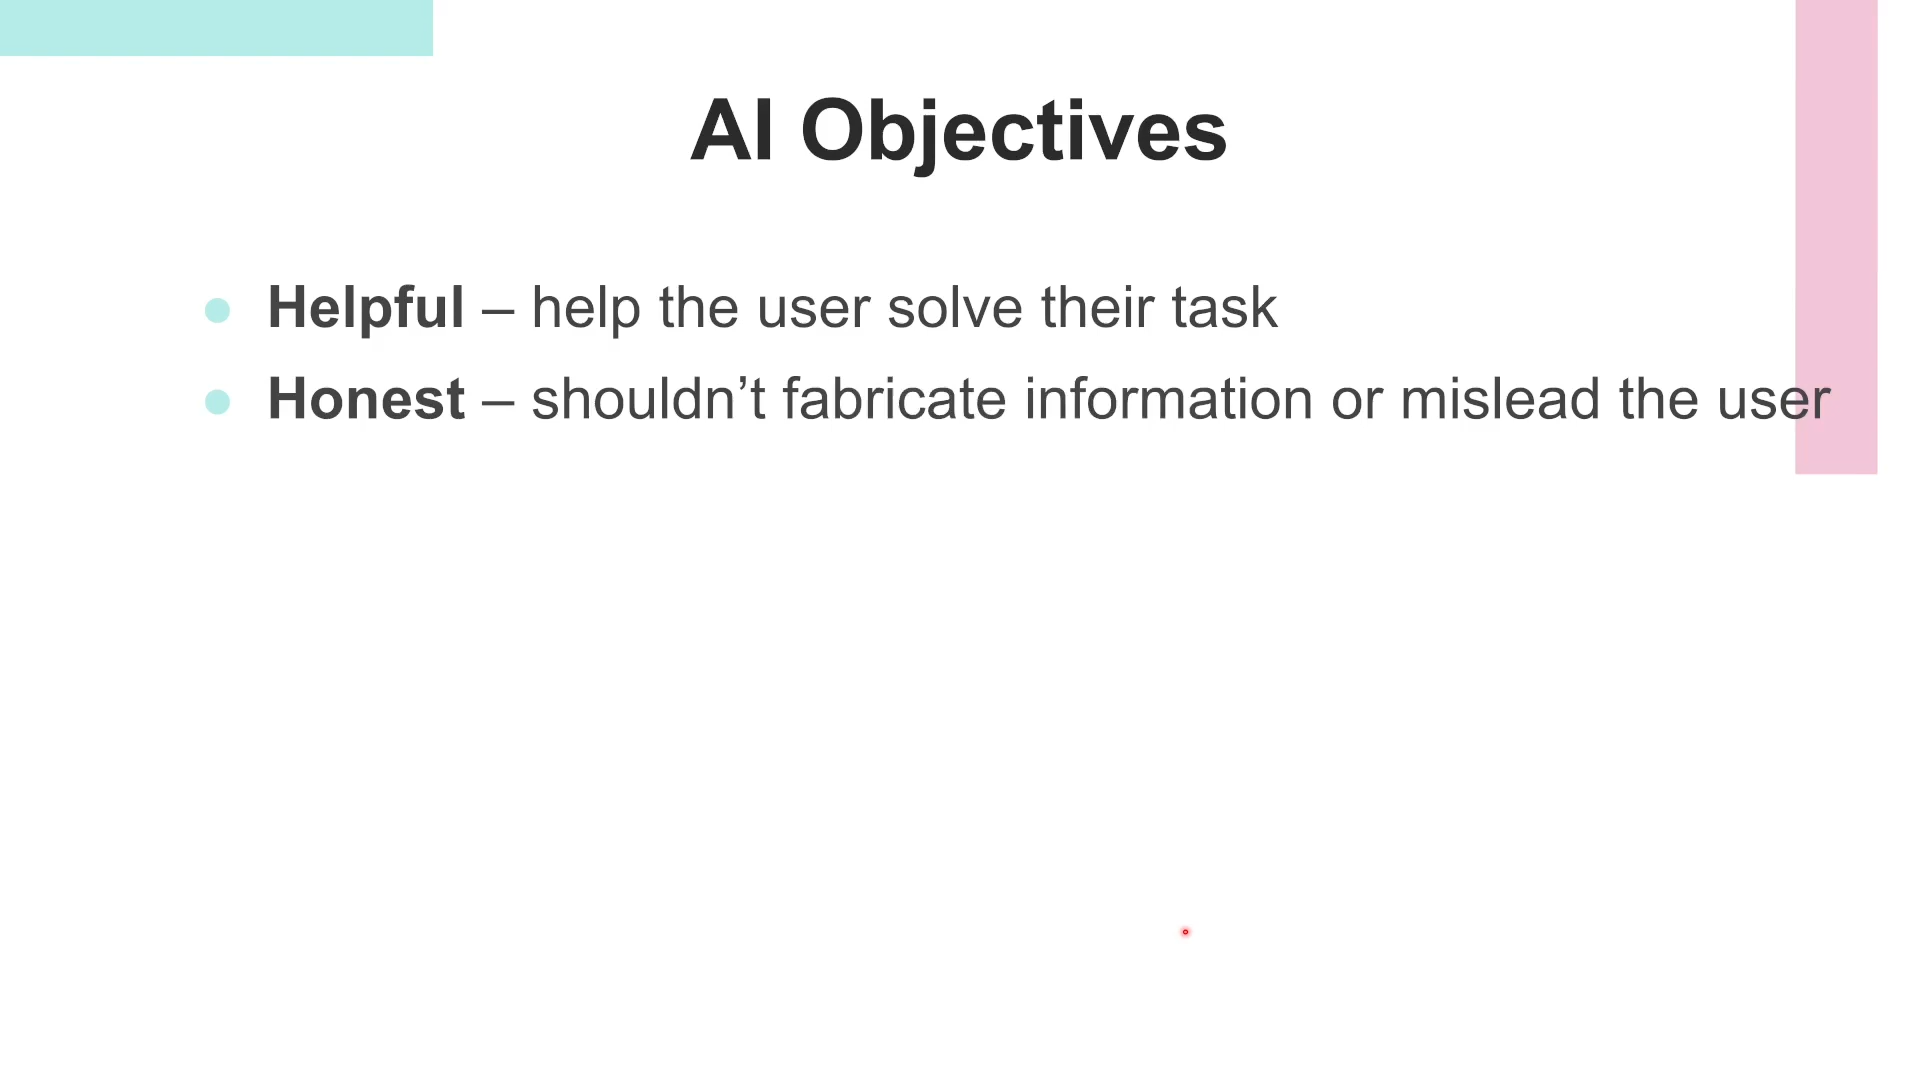 AI Objectives
● Helpful – help the user solve their task
● Honest – shouldn’t fabricate information or mislead the user